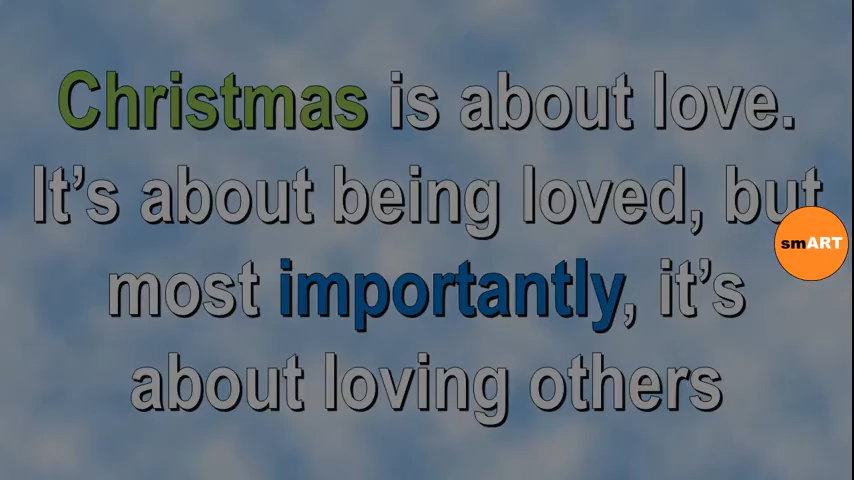 Christmas is about love.
It’s about being loved, but
most importantly, it’s
about loving others
smART